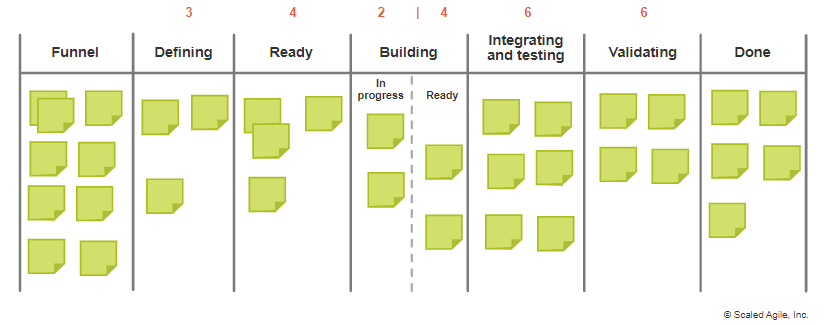 3 4 2 | 4 6 6
Funnel
Defining
Ready
Building
Integrating
and testing
Validating
Done
In
progress
Ready
© Scaled Agile, Inc.